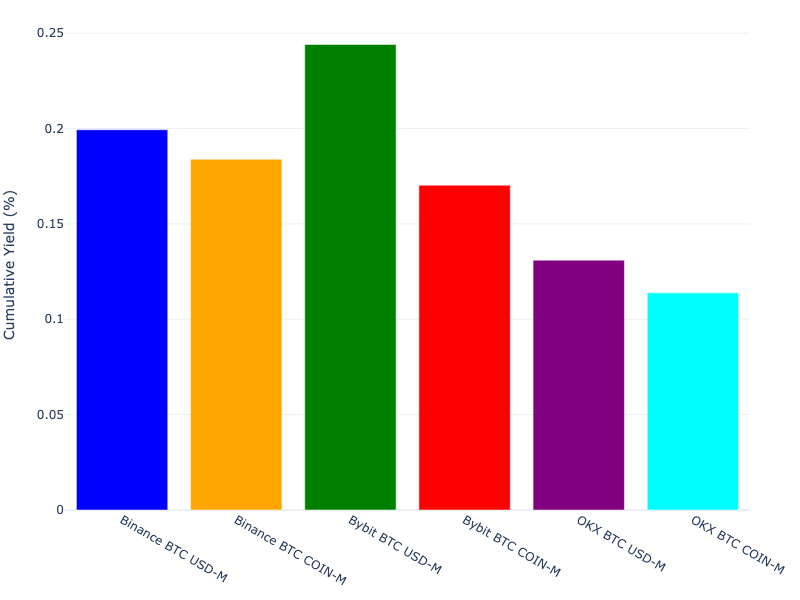 Cumulative Yield (%)
0.25
0.2
0.15
0.1
0.05
0
Binance BTC USD-M
Binance BTC COIN-M
Bybit BTC USD-M
Bybit BTC COIN-M
OKX BTC USD-M
OKX BTC COIN-M